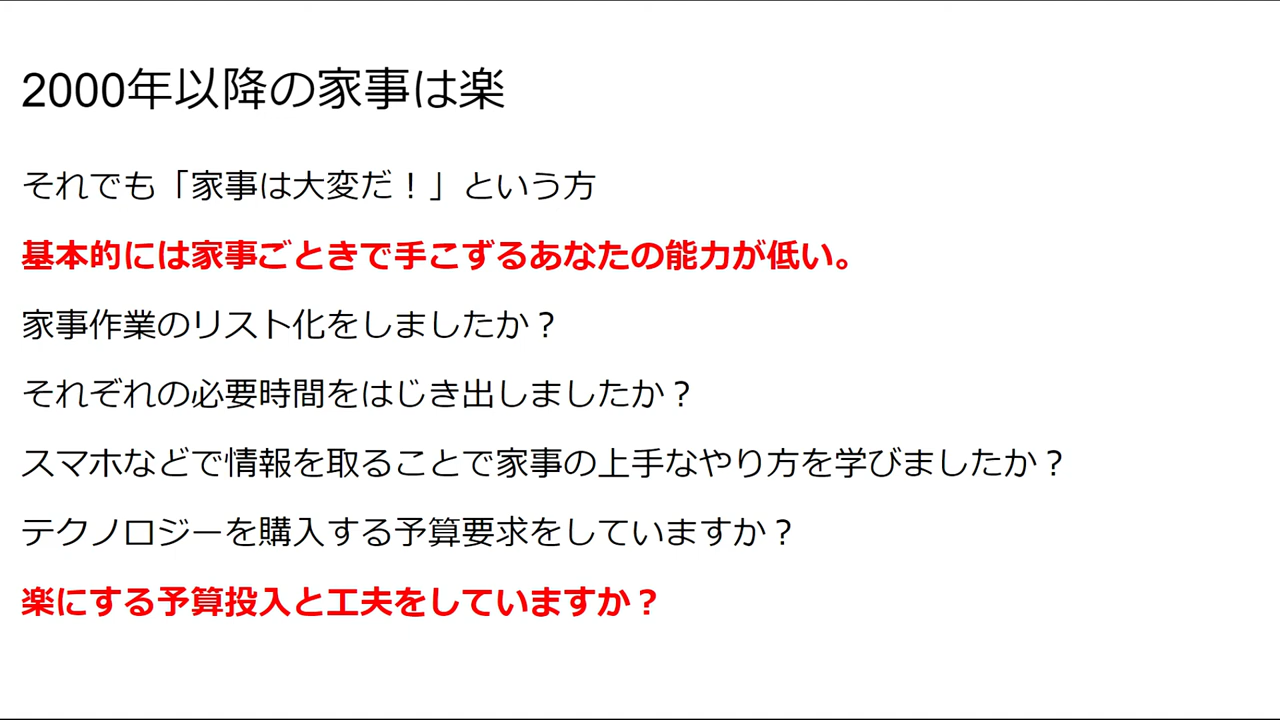 2000年以降の家事は楽
それでも「家事は大変だ！」という方
基本的には家事ごときで手こずるあなたの能力が低い。
家事作業のリスト化をしましたか？
それぞれの必要時間をはじき出しましたか？
スマホなどで情報を取ることで家事の上手なやり方を学びましたか？
テクノロジーを購入する予算要求をしていますか？
楽にする予算投入と工夫をしていますか？